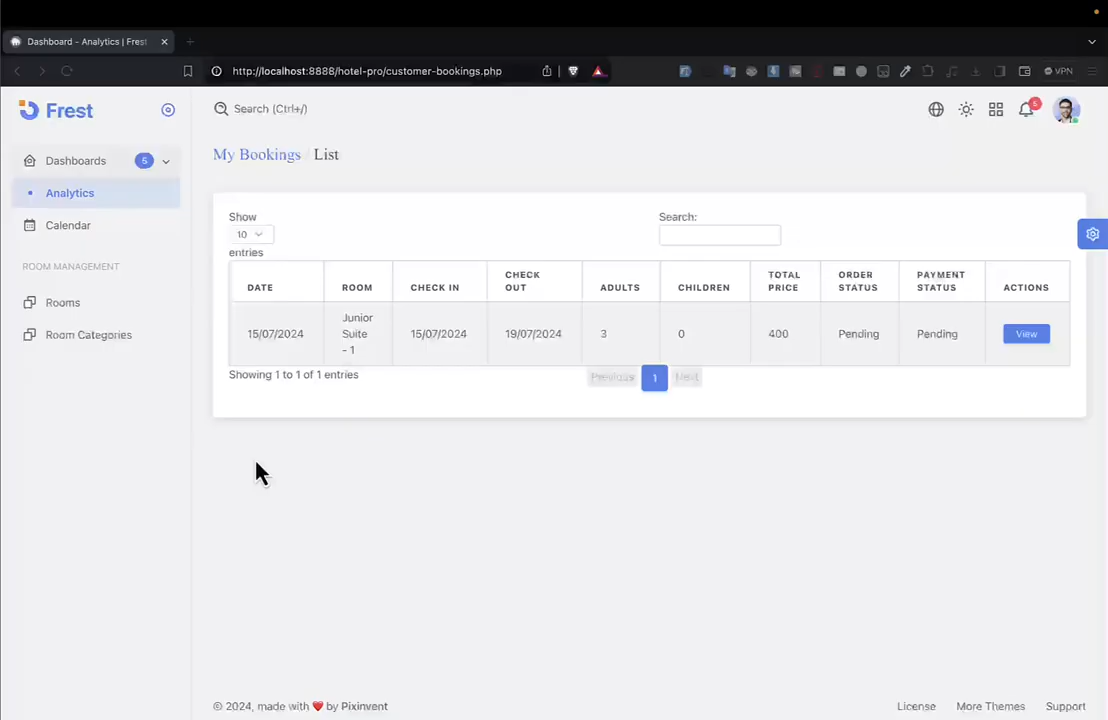 Dashboard - Analytics | Frest
http://localhost:8888/hotel-pro/customer-bookings.php
VPN
Frest
Search (Ctrl+/)
5
Dashboards
5
Analytics
Calendar
ROOM MANAGEMENT
Rooms
Room Categories
My Bookings / List
Show
10
entries
Search:
DATE
ROOM
CHECK IN
CHECK
OUT
ADULTS
CHILDREN
TOTAL
PRICE
ORDER
STATUS
PAYMENT
STATUS
ACTIONS
15/07/2024
Junior
Suite
- 1
15/07/2024
19/07/2024
3
0
400
Pending
Pending
View
Showing 1 to 1 of 1 entries
Previous
1
Next
© 2024, made with ❤️ by Pixinvent
License
More Themes
Support